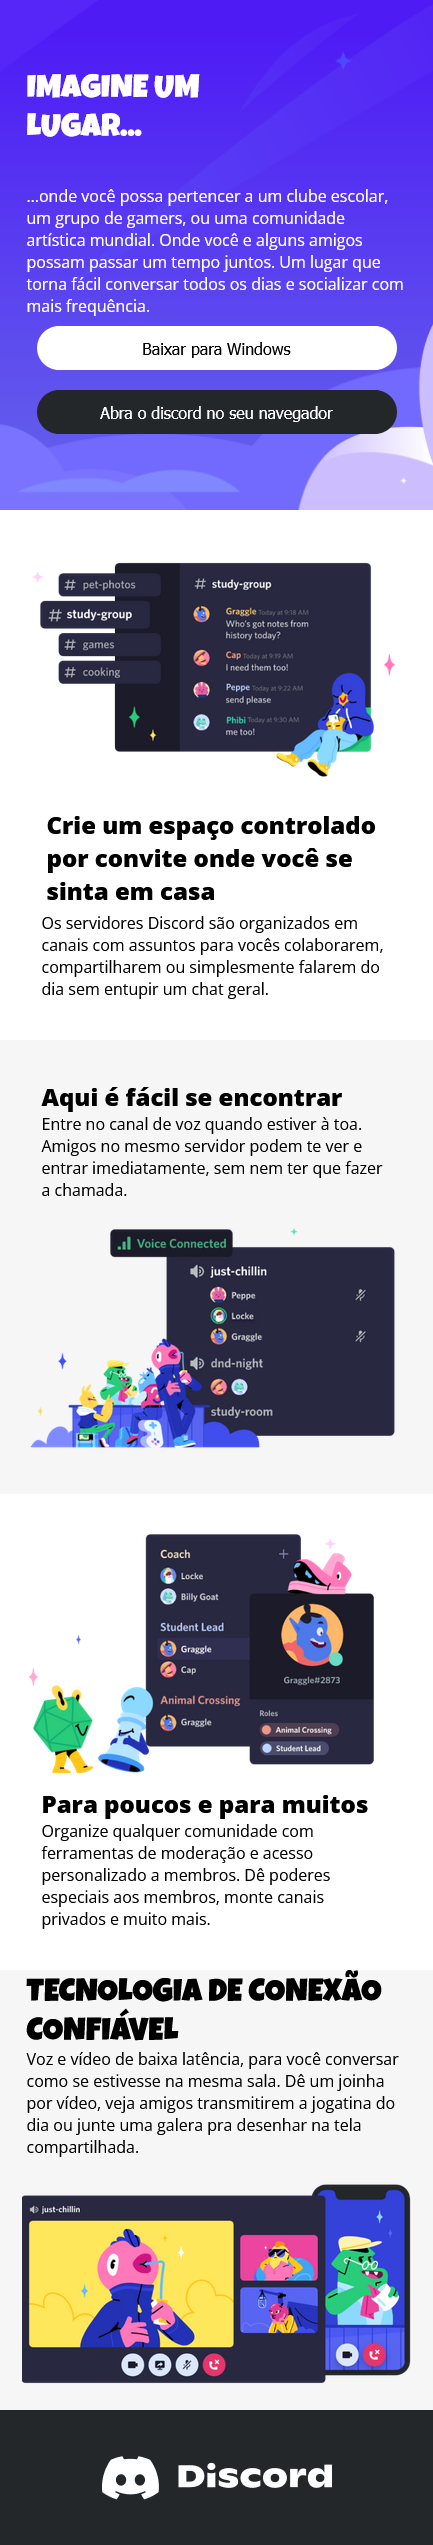 IMAGINE UM
LUGAR...
...onde você possa pertencer a um clube escolar,
um grupo de gamers, ou uma comunidade
artística mundial. Onde você e alguns amigos
possam passar um tempo juntos. Um lugar que
torna fácil conversar todos os dias e socializar com
mais frequência.
Baixar para Windows
Abra o discord no seu navegador
# pet-photos
# study-group
# games
# cooking
# study-group
Graggle Today at 9:18 AM
Who's got notes from
history today?
Cap Today at 9:19 AM
I need them too!
Peppe Today at 9:22 AM
send please
Phibi Today at 9:30 AM
me too!
Crie um espaço controlado
por convite onde você se
sinta em casa
Os servidores Discord são organizados em
canais com assuntos para vocês colaborarem,
compartilharem ou simplesmente falarem do
dia sem entupir um chat geral.
Aqui é fácil se encontrar
Entre no canal de voz quando estiver à toa.
Amigos no mesmo servidor podem te ver e
entrar imediatamente, sem nem ter que fazer
a chamada.
Voice Connected
just-chillin
Peppe
Locke
Graggle
dnd-night
study-room
Coach
Locke
Billy Goat
Student Lead
Graggle
Cap
Animal Crossing
Graggle
Graggle#2873
Roles
Animal Crossing
Student Lead
Para poucos e para muitos
Organize qualquer comunidade com
ferramentas de moderação e acesso
personalizado a membros. Dê poderes
especiais aos membros, monte canais
privados e muito mais.
TECNOLOGIA DE CONEXÃO
CONFIÁVEL
Voz e vídeo de baixa latência, para você conversar
como se estivesse na mesma sala. Dê um joinha
por vídeo, veja amigos transmitirem a jogatina do
dia ou junte uma galera pra desenhar na tela
compartilhada.
just-chillin
Discord